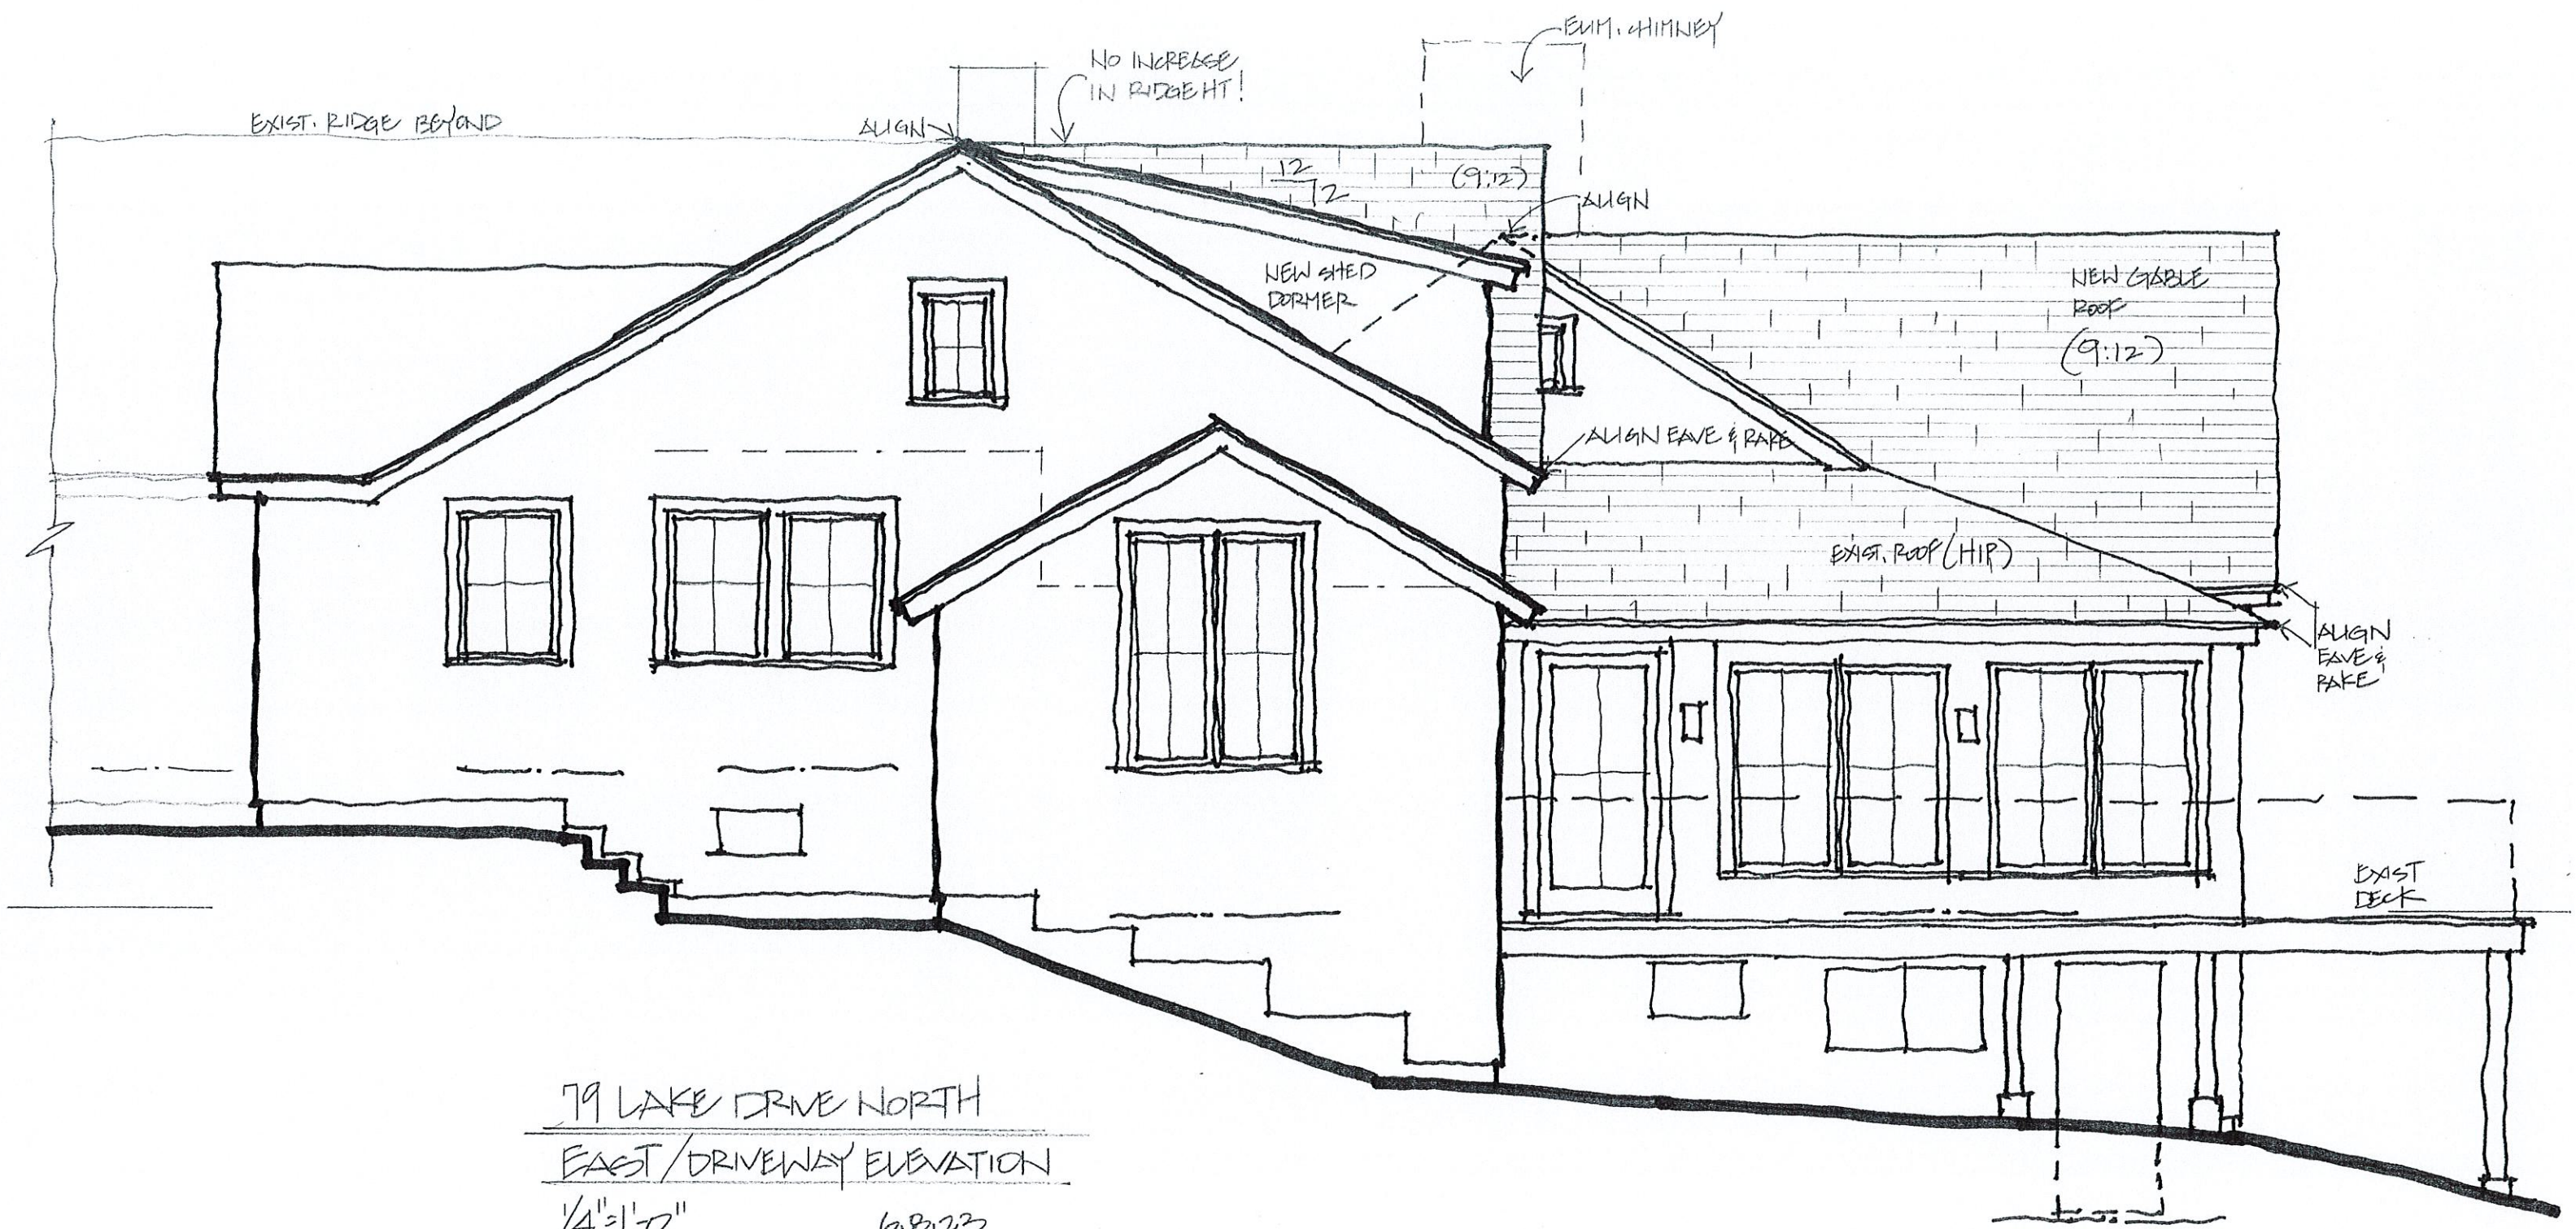 ELIM. CHIMNEY
NO INCREASE
IN RIDGE HT!
EXIST. RIDGE BEYOND
ALIGN
12
2
(9:12)
ALIGN
NEW SHED
DORMER
NEW GABLE
ROOF
(9:12)
ALIGN EAVE & RAKE
EXIST. ROOF (HIP)
ALIGN
EAVE &
RAKE
EXIST
DECK
79 LAKE DRIVE NORTH
EAST/DRIVEWAY ELEVATION
1/4"=1'-0"